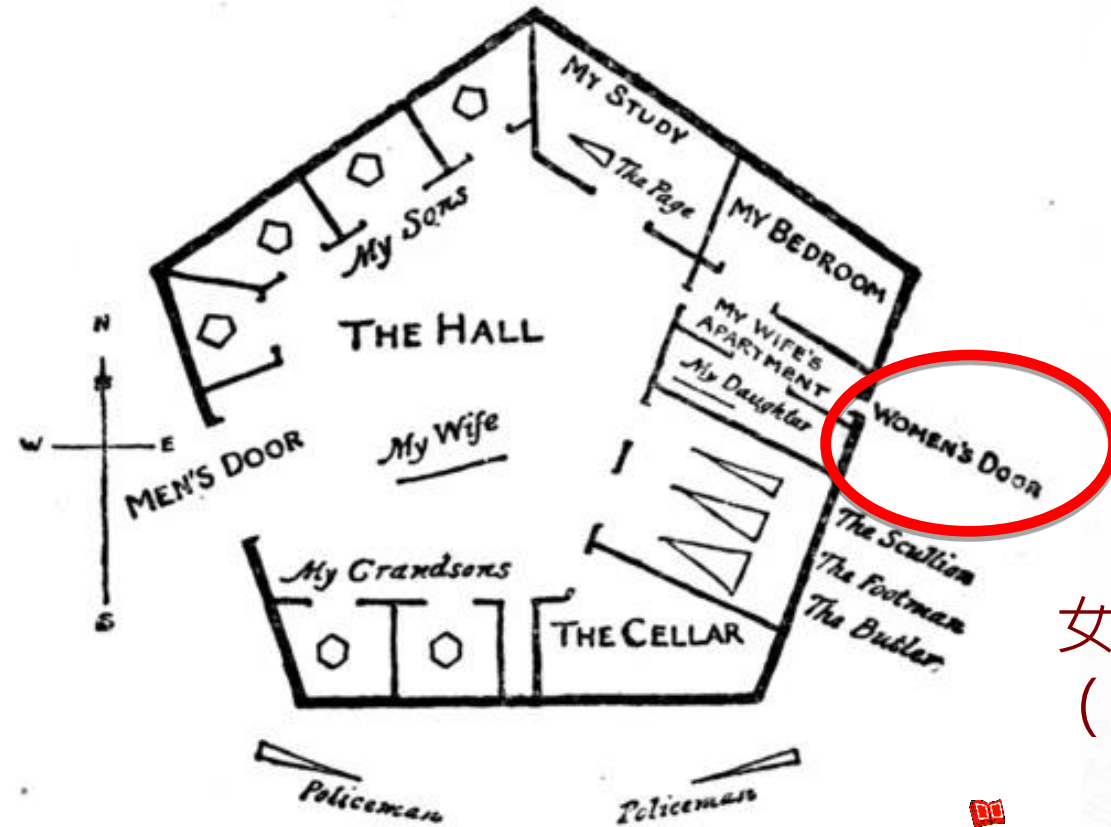 MY STUDY
The Page
MY BEDROOM
My Sons
THE HALL
MY WIFE'S
APARTMENT
My Daughter
N
W
E
S
My Wife
MEN'S DOOR
WOMEN'S DOOR
The Scullion
The Footman
The Butler.
My Grandsons
THE CELLAR
女
(
Policeman
Policeman